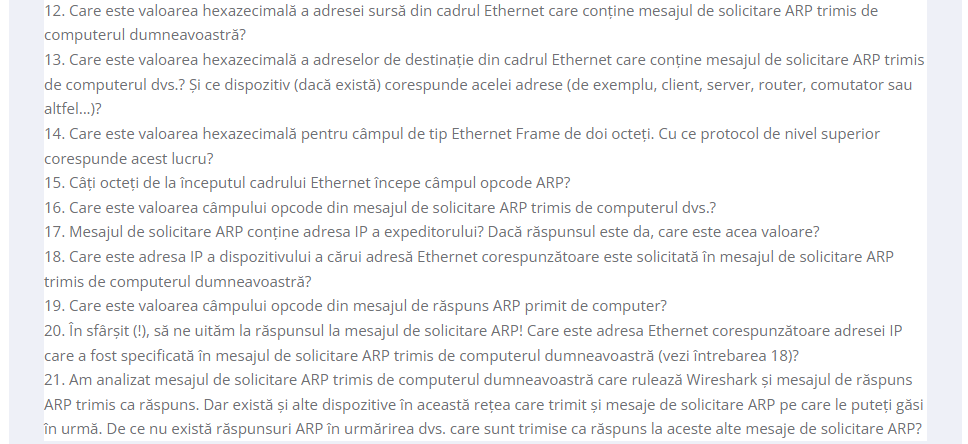 12. Care este valoarea hexazecimală a adresei sursă din cadrul Ethernet care conține mesajul de solicitare ARP trimis de
computerul dumneavoastră?
13. Care este valoarea hexazecimală a adreselor de destinație din cadrul Ethernet care conține mesajul de solicitare ARP trimis
de computerul dvs.? Și ce dispozitiv (dacă există) corespunde acelei adrese (de exemplu, client, server, router, comutator sau
altfel...)?
14. Care este valoarea hexazecimală pentru câmpul de tip Ethernet Frame de doi octeți. Cu ce protocol de nivel superior
corespunde acest lucru?
15. Câți octeți de la începutul cadrului Ethernet începe câmpul opcode ARP?
16. Care este valoarea câmpului opcode din mesajul de solicitare ARP trimis de computerul dvs.?
17. Mesajul de solicitare ARP conține adresa IP a expeditorului? Dacă răspunsul este da, care este acea valoare?
18. Care este adresa IP a dispozitivului a cărui adresă Ethernet corespunzătoare este solicitată în mesajul de solicitare ARP
trimis de computerul dumneavoastră?
19. Care este valoarea câmpului opcode din mesajul de răspuns ARP primit de computer?
20. În sfârșit (!), să ne uităm la răspunsul la mesajul de solicitare ARP! Care este adresa Ethernet corespunzătoare adresei IP
care a fost specificată în mesajul de solicitare ARP trimis de computerul dumneavoastră (vezi întrebarea 18)?
21. Am analizat mesajul de solicitare ARP trimis de computerul dumneavoastră care rulează Wireshark și mesajul de răspuns
ARP trimis ca răspuns. Dar există și alte dispozitive în această rețea care trimit și mesaje de solicitare ARP pe care le puteți găsi
în urmă. De ce nu există răspunsuri ARP în urmărirea dvs. care sunt trimise ca răspuns la aceste alte mesaje de solicitare ARP?